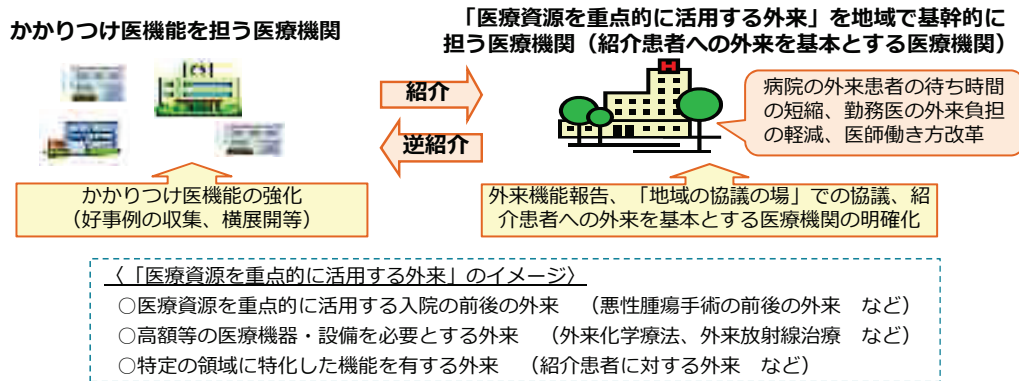 かかりつけ医機能を担う医療機関
「医療資源を重点的に活用する外来」を地域で基幹的に
担う医療機関（紹介患者への外来を基本とする医療機関）
紹介
逆紹介
病院の外来患者の待ち時間
の短縮、勤務医の外来負担
の軽減、医師働き方改革
かかりつけ医機能の強化
（好事例の収集、横展開等）
外来機能報告、「地域の協議の場」での協議、紹
介患者への外来を基本とする医療機関の明確化
〈「医療資源を重点的に活用する外来」のイメージ〉
○医療資源を重点的に活用する入院の前後の外来　（悪性腫瘍手術の前後の外来　など）
○高額等の医療機器・設備を必要とする外来　（外来化学療法、外来放射線治療　など）
○特定の領域に特化した機能を有する外来　（紹介患者に対する外来　など）